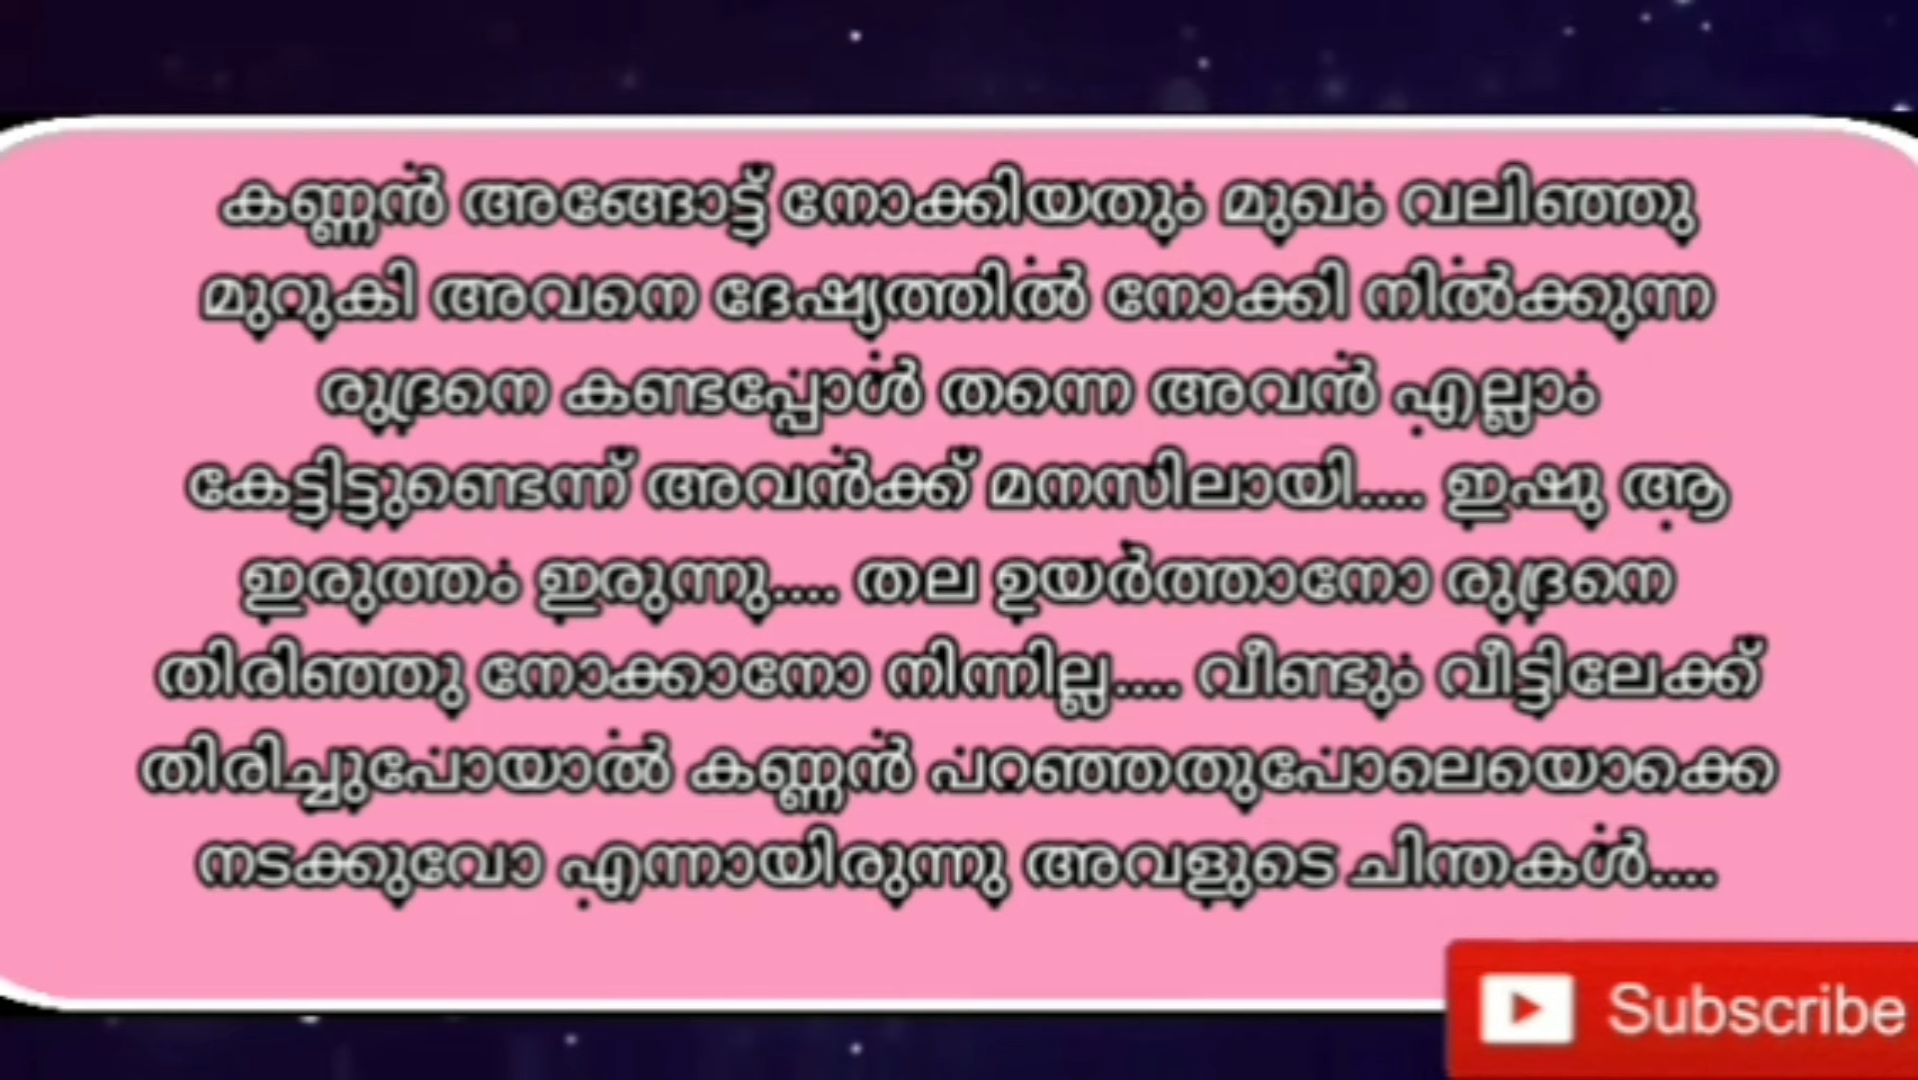 കണ്ണൻ അങ്ങോട്ട് നോക്കിയതും മുഖം വലിഞ്ഞു
മുറുകി അവനെ ദേഷ്യത്തിൽ നോക്കി നിൽക്കുന്ന
രുദ്രനെ കണ്ടപ്പോൾ തന്നെ അവൻ എല്ലാം
കേട്ടിട്ടുണ്ടെന്ന് അവൻക്ക് മനസിലായി.... ഇഷു ആ
ഇരുത്തം ഇരുന്നു.... തല ഉയർത്താനോ രുദ്രനെ
തിരിഞ്ഞു നോക്കാനോ നിന്നില്ല.... വീണ്ടും വീട്ടിലേക്ക്
തിരിച്ചുപോയാൽ കണ്ണൻ പറഞ്ഞതുപോലെയൊക്കെ
നടക്കുവോ എന്നായിരുന്നു അവളുടെ ചിന്തകൾ....
Subscribe